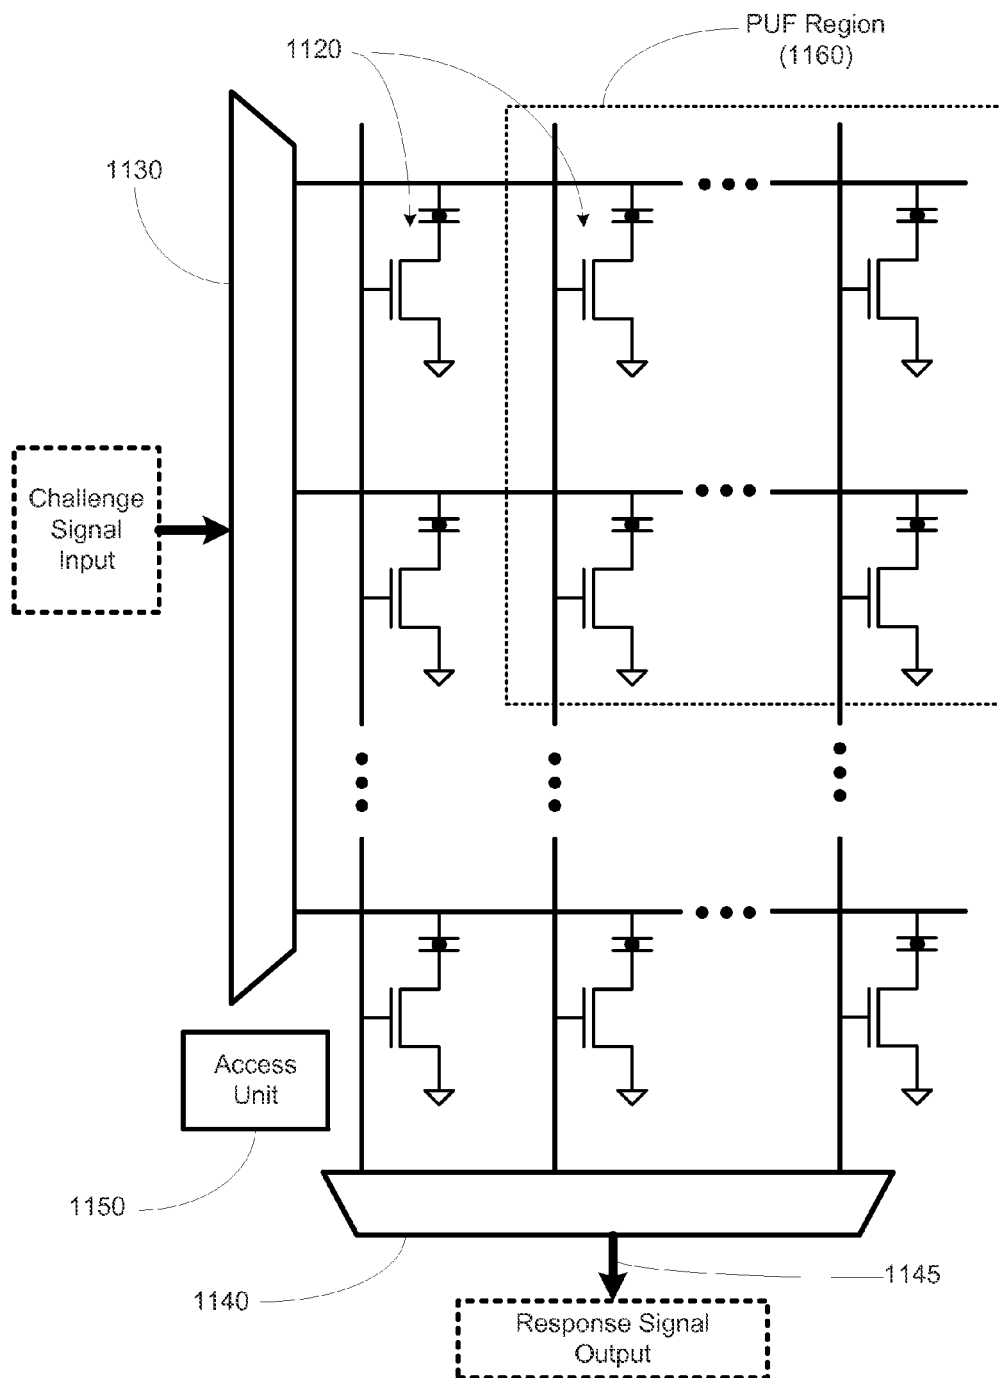 PUF Region
(1160)
1120
1130
Challenge
Signal
Input
Access
Unit
1150
1145
1140
Response Signal
Output